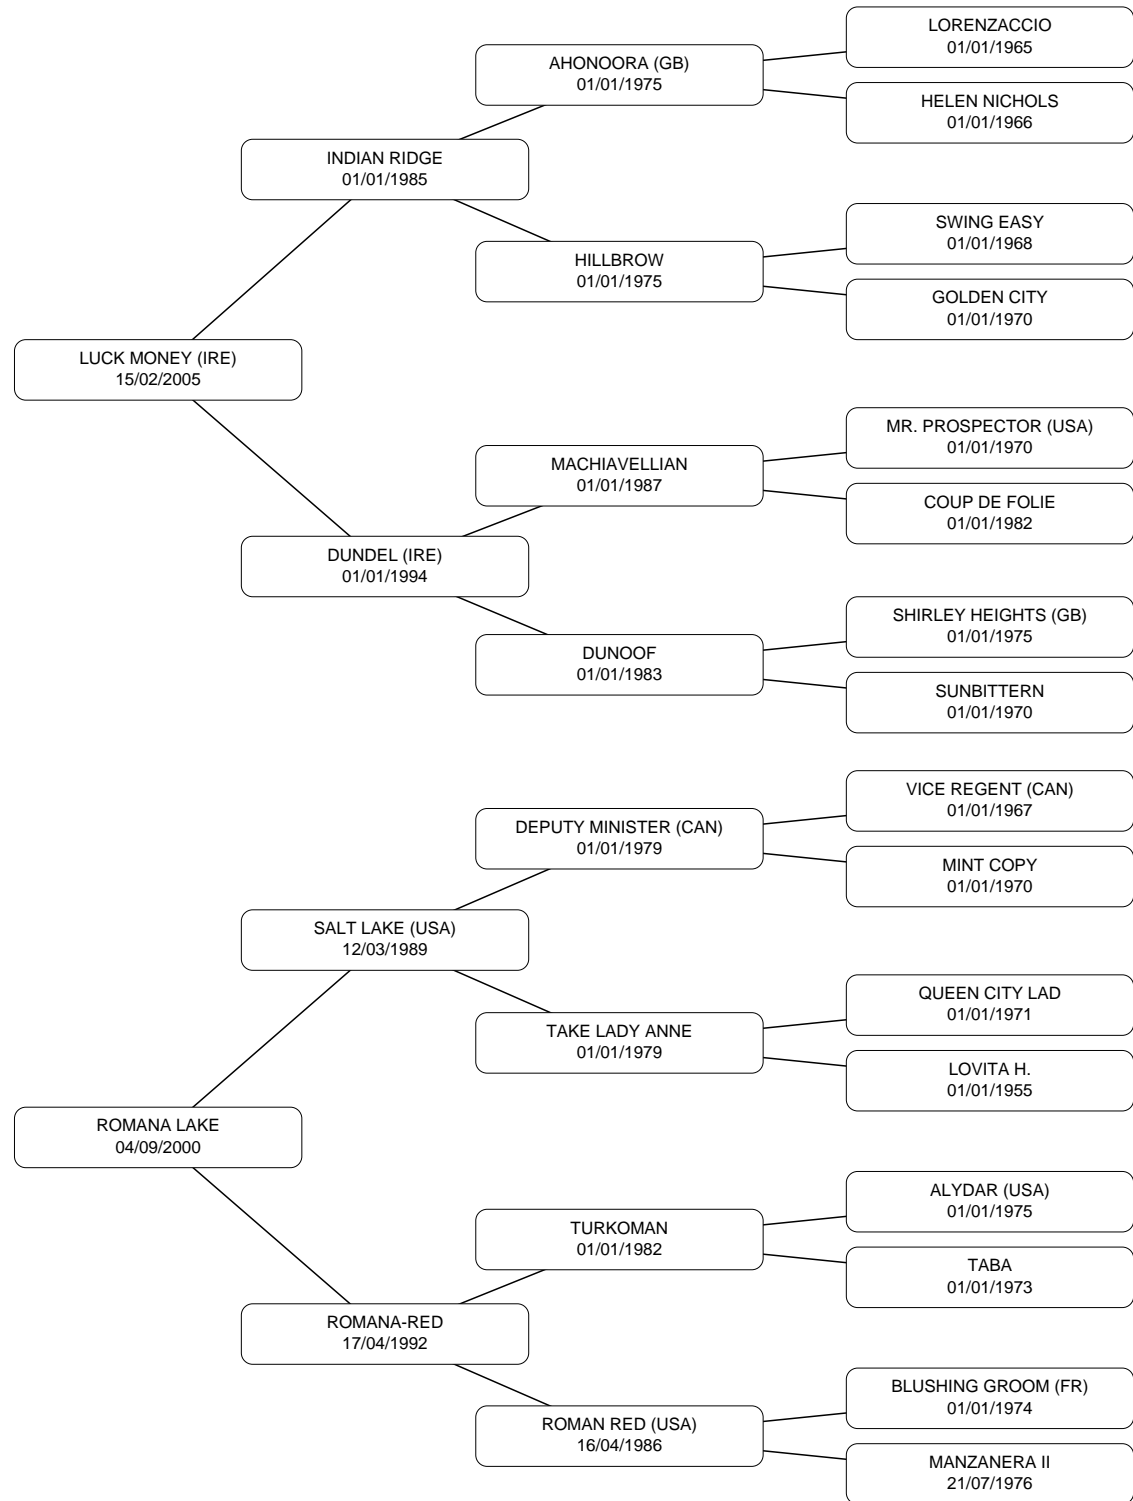 LORENZACCIO
01/01/1965
AHONOORA (GB)
01/01/1975
HELEN NICHOLS
01/01/1966
INDIAN RIDGE
01/01/1985
SWING EASY
01/01/1968
HILLBROW
01/01/1975
GOLDEN CITY
01/01/1970
LUCK MONEY (IRE)
15/02/2005
MR. PROSPECTOR (USA)
01/01/1970
MACHIAVELLIAN
01/01/1987
COUP DE FOLIE
01/01/1982
DUNDEL (IRE)
01/01/1994
SHIRLEY HEIGHTS (GB)
01/01/1975
DUNOOF
01/01/1983
SUNBITTERN
01/01/1970
VICE REGENT (CAN)
01/01/1967
DEPUTY MINISTER (CAN)
01/01/1979
MINT COPY
01/01/1970
SALT LAKE (USA)
12/03/1989
QUEEN CITY LAD
01/01/1971
TAKE LADY ANNE
01/01/1979
LOVITA H.
01/01/1955
ROMANA LAKE
04/09/2000
ALYDAR (USA)
01/01/1975
TURKOMAN
01/01/1982
TABA
01/01/1973
ROMANA-RED
17/04/1992
BLUSHING GROOM (FR)
01/01/1974
ROMAN RED (USA)
16/04/1986
MANZANERA II
21/07/1976